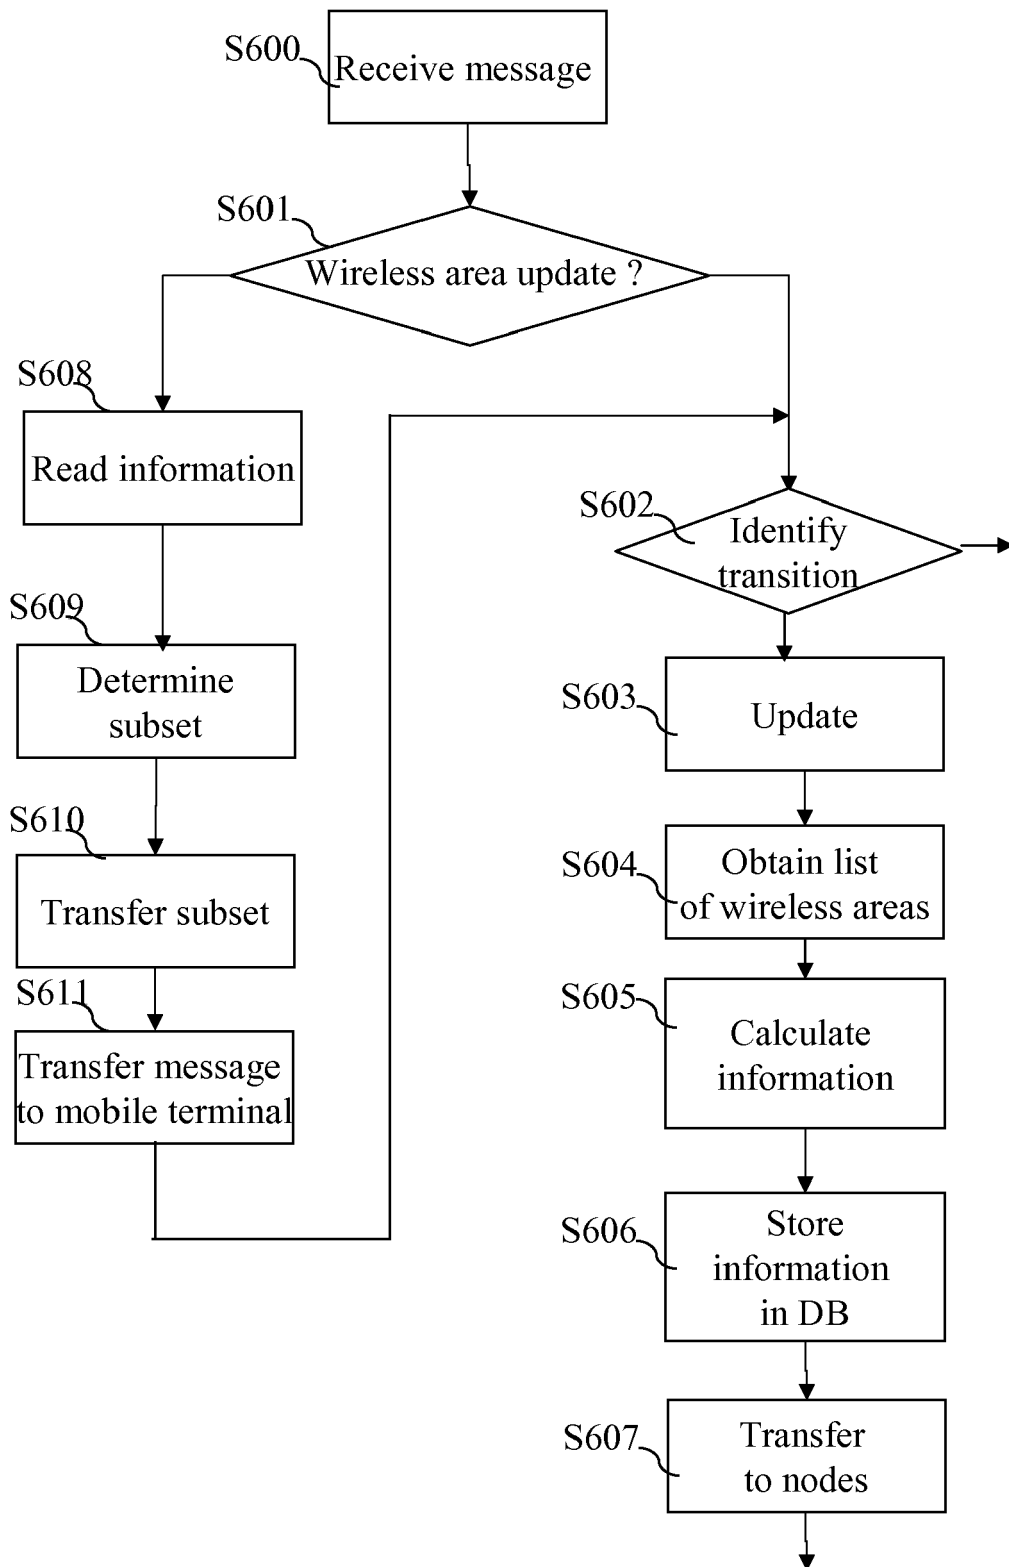 S600
Receive message
S601
Wireless area update ?
S608
Read information
S602
Identify
transition
S609
Determine
subset
S603
Update
S610
Transfer subset
S604
Obtain list
of wireless areas
S611
Transfer message
to mobile terminal
S605
Calculate
information
S606
Store
information
in DB
S607
Transfer
to nodes